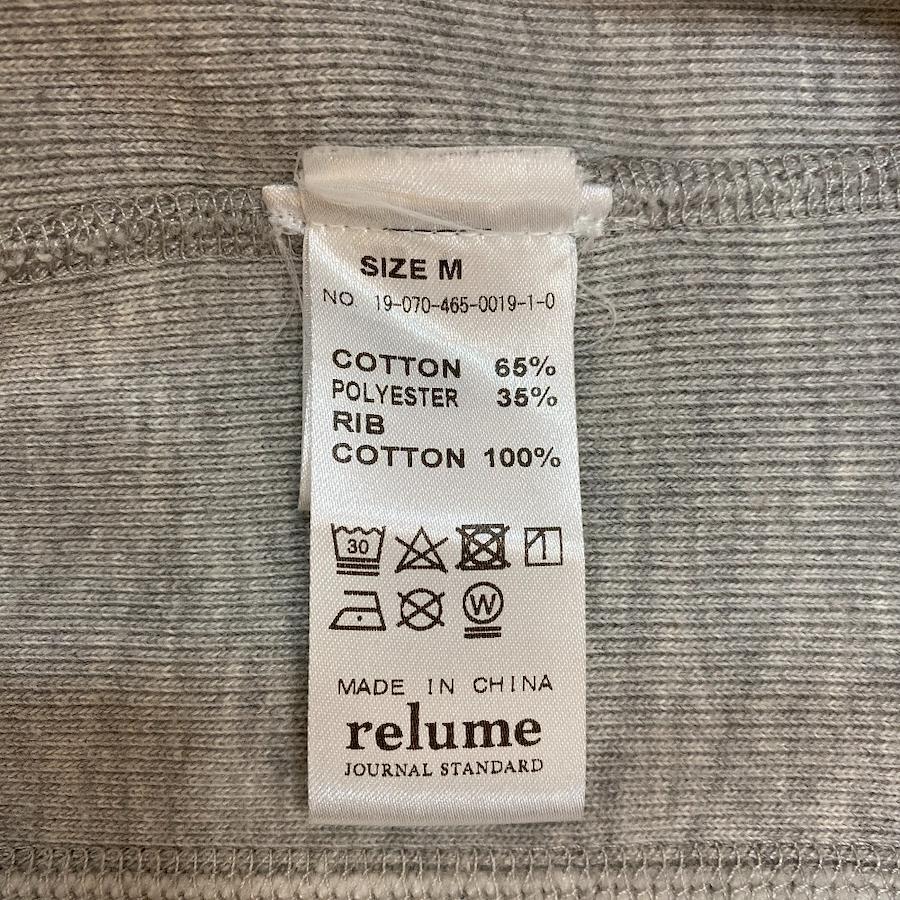 SIZE M
NO 19-070-465-0019-1-0
COTTON 65%
POLYESTER 35%
RIB
COTTON 100%
30
W
MADE IN CHINA
relume
JOURNAL STANDARD